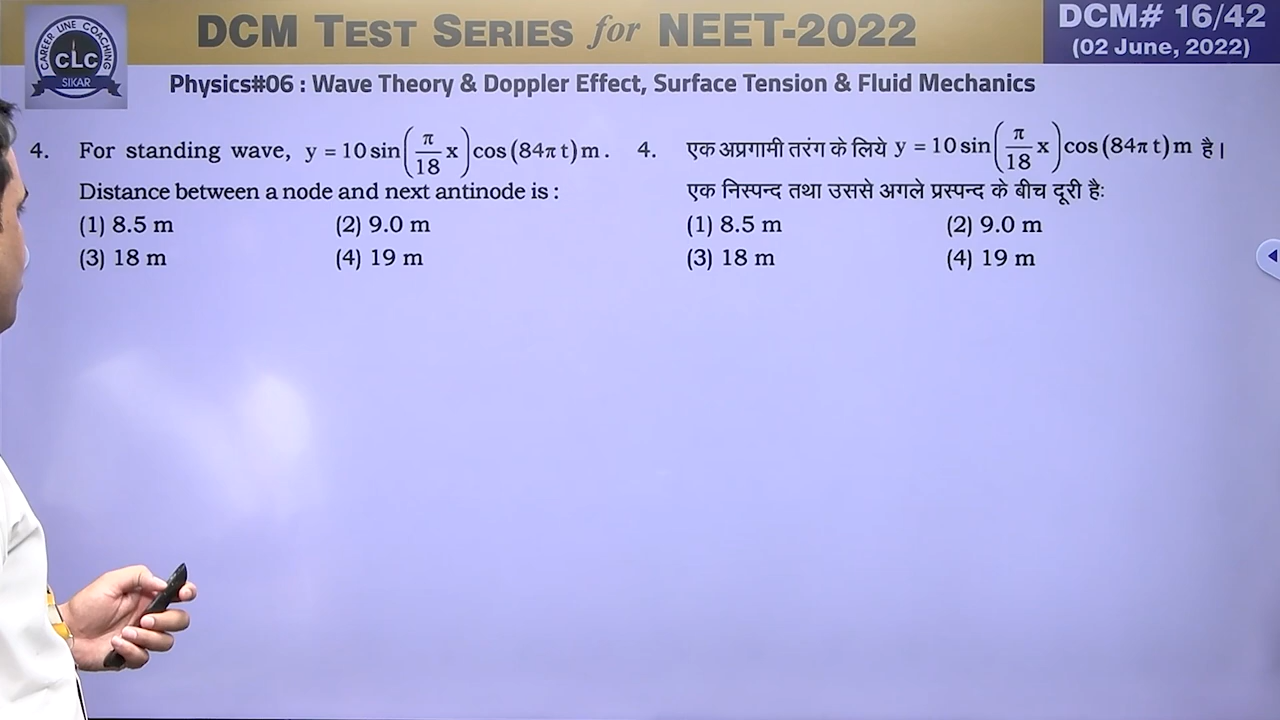 DCM TEST SERIES for NEET-2022
DCM# 16/42
(02 June, 2022)
CAREER LINE COACHING
CLC
SIKAR
Physics#06 : Wave Theory & Doppler Effect, Surface Tension & Fluid Mechanics
4. For standing wave, y = 10 sin(π/18 x) cos(84π t) m.
Distance between a node and next antinode is :
(1) 8.5 m (2) 9.0 m
(3) 18 m (4) 19 m
4. एक अप्रगामी तरंग के लिये y = 10 sin(π/18 x) cos(84π t) m है।
एक निस्पन्द तथा उससे अगले प्रस्पन्द के बीच दूरी हैः
(1) 8.5 m (2) 9.0 m
(3) 18 m (4) 19 m